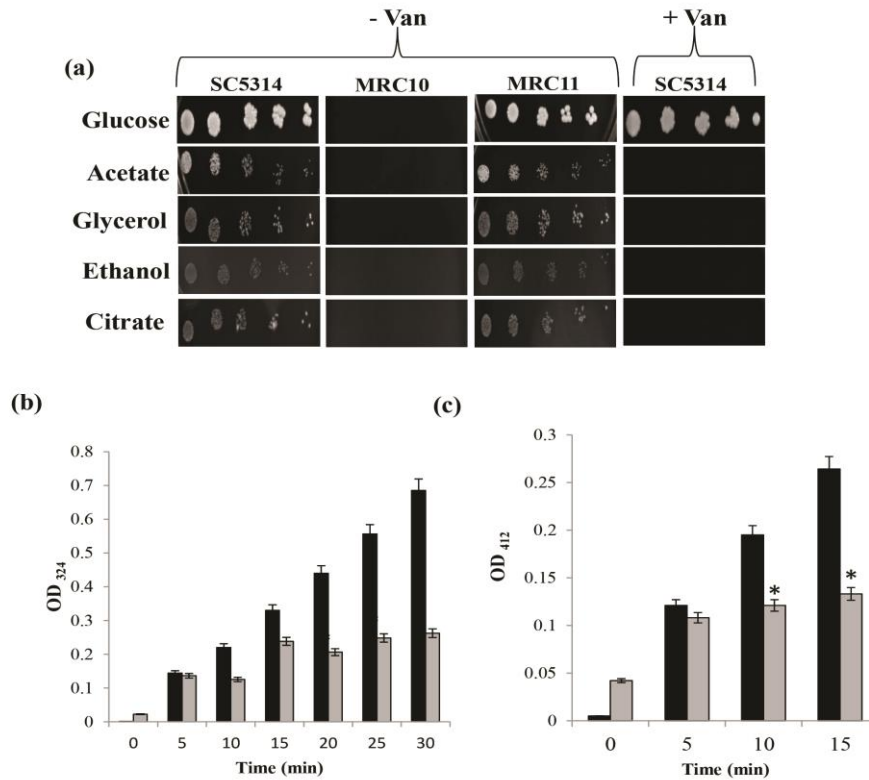 - Van + Van
(a)
SC5314 MRC10 MRC11 SC5314
Glucose
Acetate
Glycerol
Ethanol
Citrate
(b)
0.8
0.7
0.6
0.5
0.4
0.3
0.2
0.1
0
OD324
0 5 10 15 20 25 30
Time (min)
(c)
0.3
0.25
0.2
0.15
0.1
0.05
0
OD412
* *
0 5 10 15
Time (min)